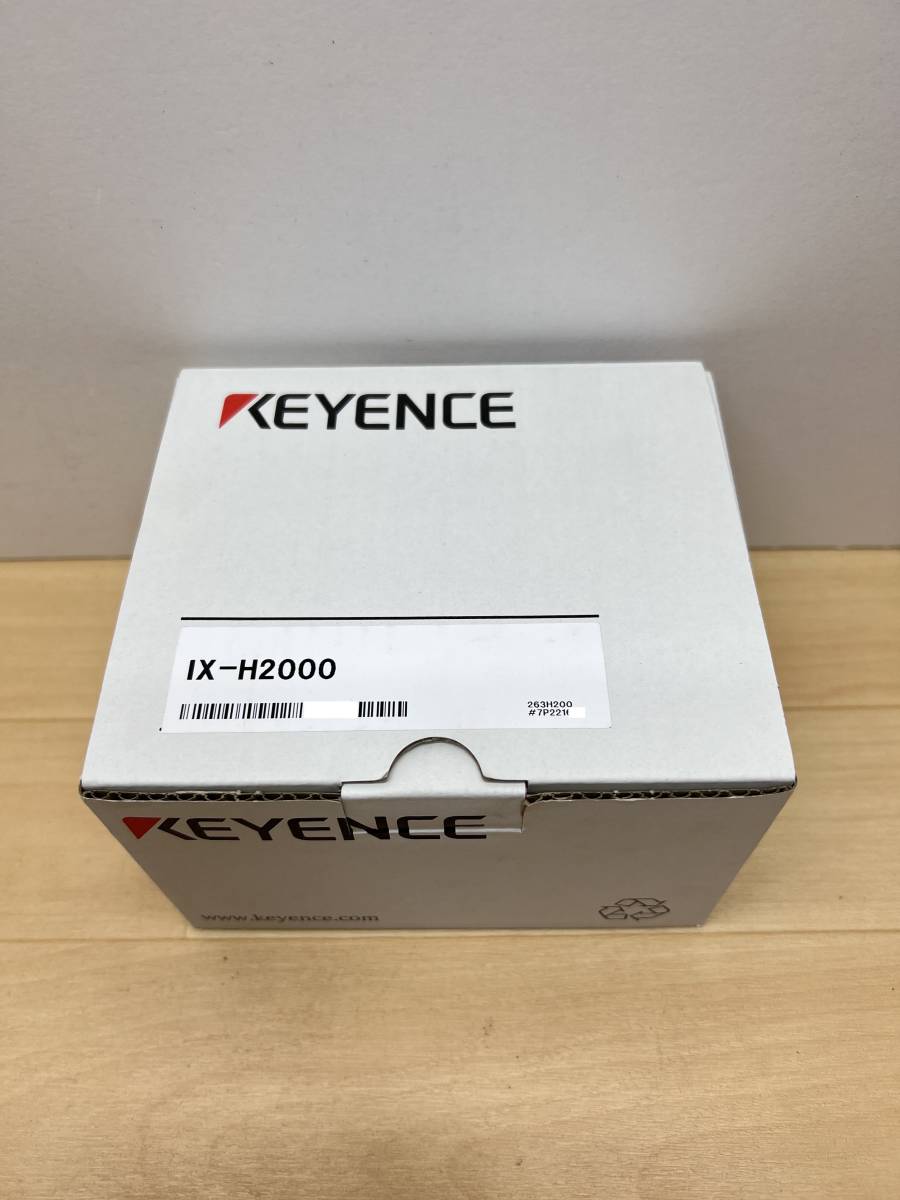 KEYENCE
IX-H2000
263H200
#7P221
KEYENCE
www.keyence.com